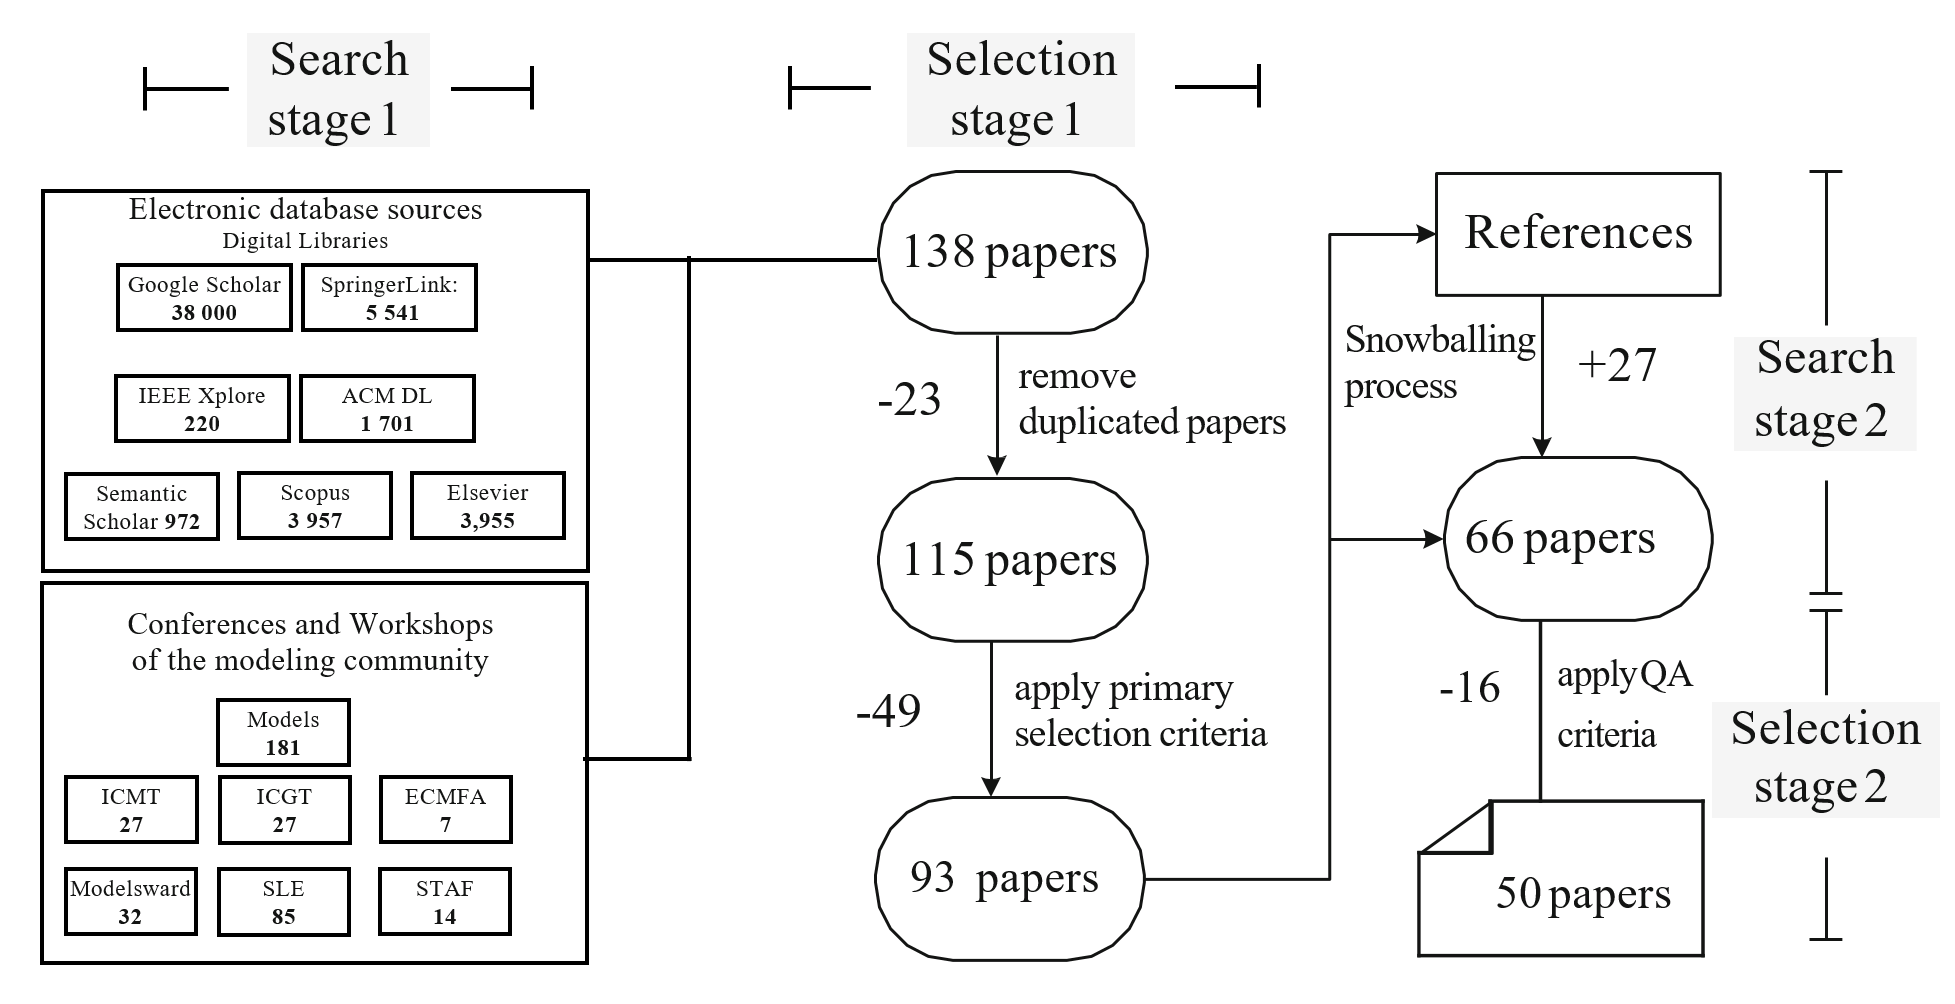 Search
stage 1
Selection
stage 1
Electronic database sources
Digital Libraries
Google Scholar
38 000
SpringerLink:
5 541
IEEE Xplore
220
ACM DL
1 701
Semantic
Scholar 972
Scopus
3 957
Elsevier
3,955
Conferences and Workshops
of the modeling community
Models
181
ICMT
27
ICGT
27
ECMFA
7
Modelsward
32
SLE
85
STAF
14
138 papers
-23
remove
duplicated papers
115 papers
-49
apply primary
selection criteria
93 papers
References
Snowballing
process
+27
66 papers
-16
apply QA
criteria
50 papers
Search
stage 2
Selection
stage 2